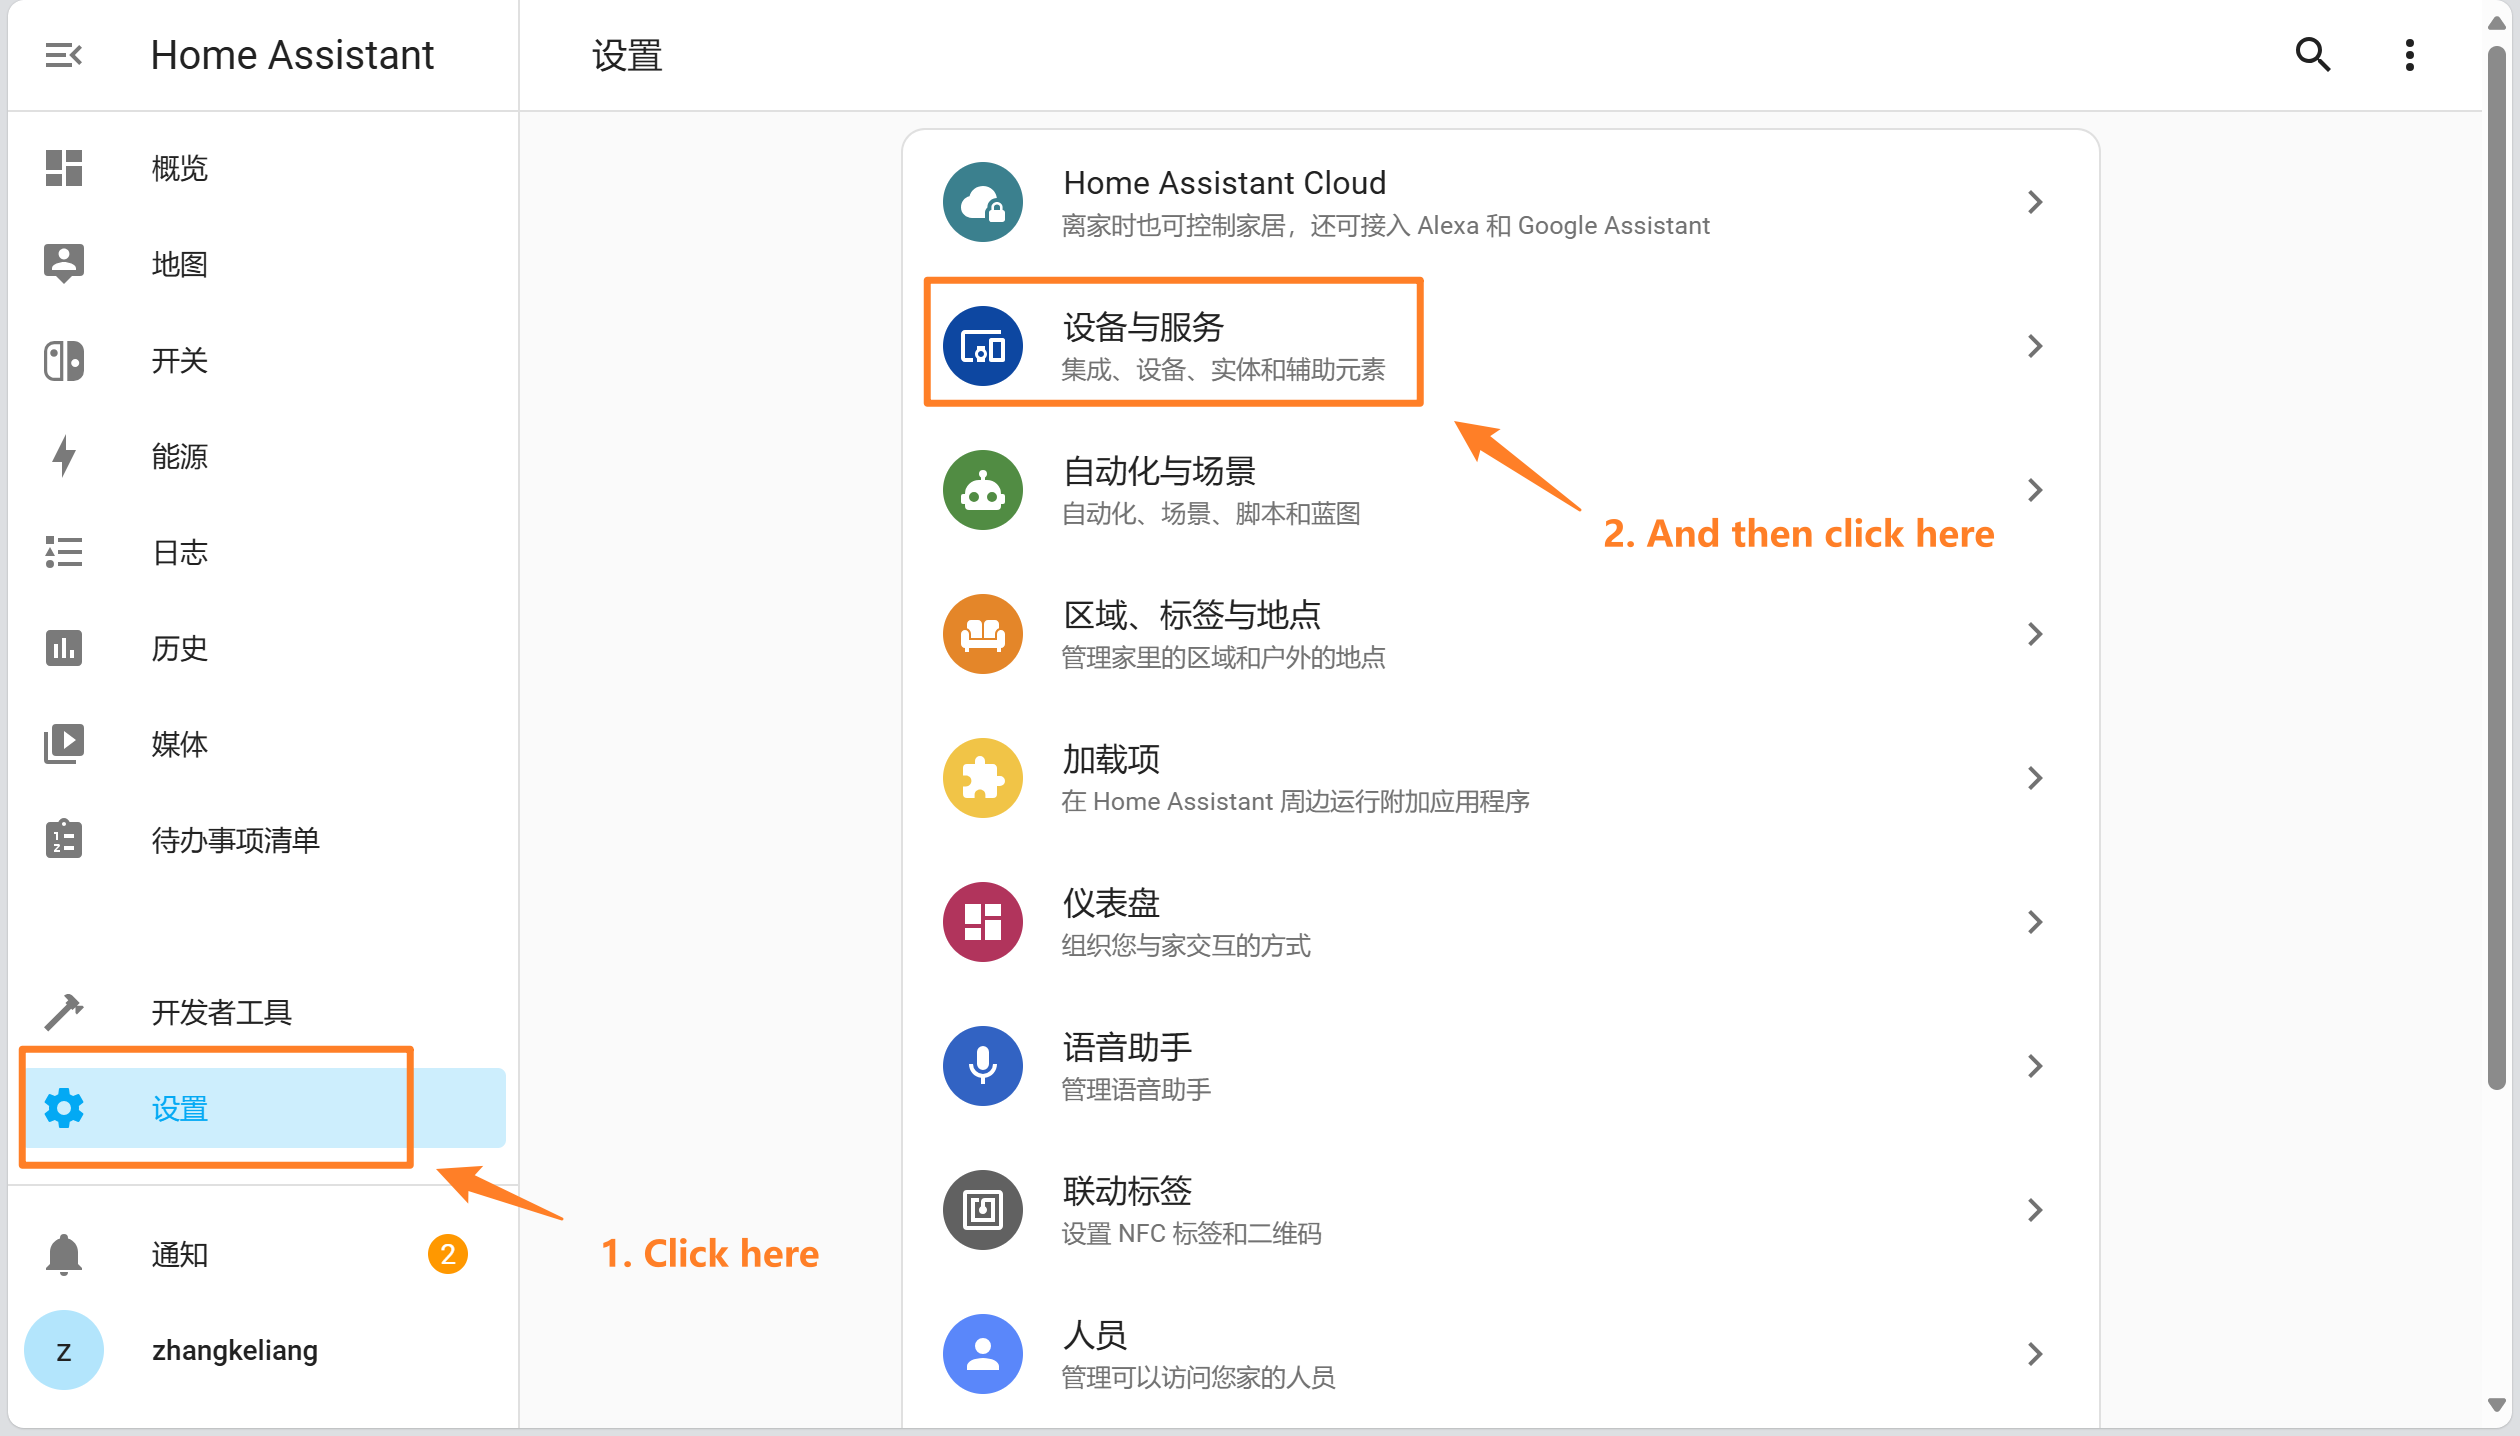 Home Assistant
设置
概览
地图
开关
能源
日志
历史
媒体
待办事项清单
开发者工具
设置
通知
2
z
zhangkeliang
Home Assistant Cloud
离家时也可控制家居，还可接入 Alexa 和 Google Assistant
设备与服务
集成、设备、实体和辅助元素
自动化与场景
自动化、场景、脚本和蓝图
2. And then click here
区域、标签与地点
管理家里的区域和户外的地点
加载项
在 Home Assistant 周边运行附加应用程序
仪表盘
组织您与家交互的方式
语音助手
管理语音助手
联动标签
设置 NFC 标签和二维码
1. Click here
人员
管理可以访问您家的人员